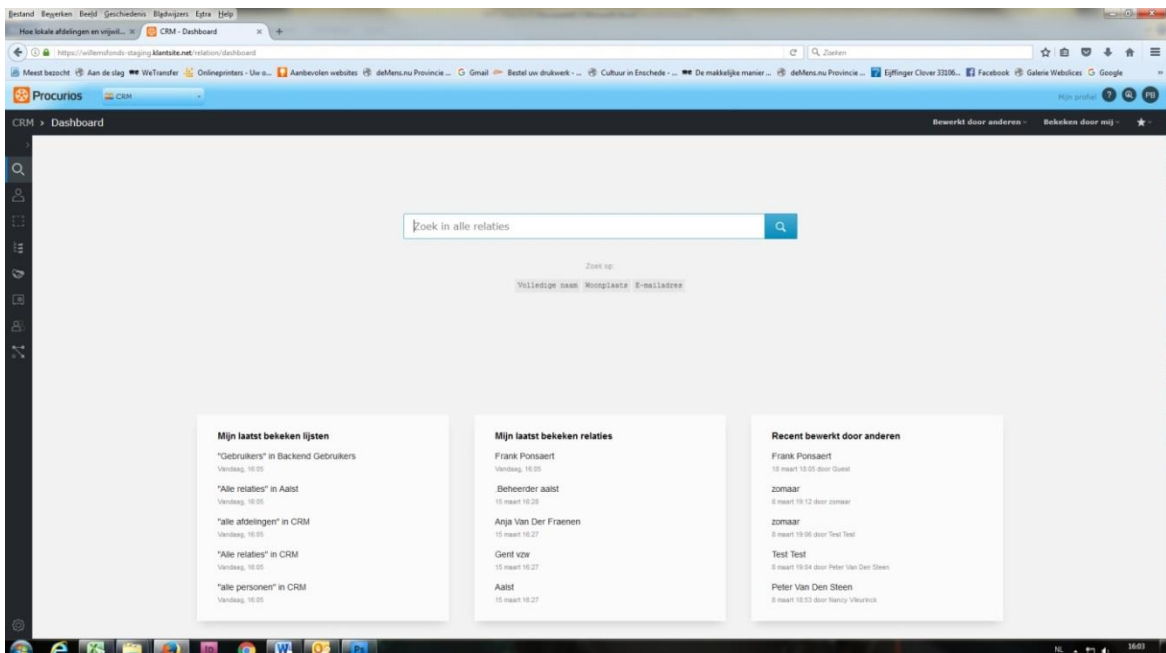 Bestand Bewerken Beeld Geschiedenis Bladwijzers Extra Help
Hoe lokale afdelingen en vrijwil... CRM - Dashboard
https://willemsfonds-staging.klantsite.net/relation/dashboard Zoeken
Meest bezocht Aan de slag WeTransfer Onlineprinters - Uw o... Aanbevolen websites deMens.nu Provincie ... Gmail Bestel uw drukwerk - ... Cultuur in Enschede - ... De makkelijke manier ... deMens.nu Provincie ... Eijffinger Clover 33106... Facebook Galerie Webslices Google
Procurios CRM Mijn profiel ? PB
CRM > Dashboard Bewerkt door anderen Bekeken door mij
Zoek in alle relaties
Zoek op:
Volledige naam Woonplaats E-mailadres
Mijn laatst bekeken lijsten
"Gebruikers" in Backend Gebruikers
Vandaag, 16:05
"Alle relaties" in Aalst
Vandaag, 16:05
"alle afdelingen" in CRM
Vandaag, 16:05
"Alle relaties" in CRM
Vandaag, 16:05
"alle personen" in CRM
Vandaag, 16:05
Mijn laatst bekeken relaties
Frank Ponsaert
Vandaag, 16:05
.Beheerder aalst
15 maart 16:28
Anja Van Der Fraenen
15 maart 16:27
Gent vzw
15 maart 16:27
Aalst
15 maart 16:27
Recent bewerkt door anderen
Frank Ponsaert
18 maart 18:05 door Guest
zomaar
8 maart 19:12 door zomaar
zomaar
8 maart 19:06 door Test Test
Test Test
8 maart 19:04 door Peter Van Den Steen
Peter Van Den Steen
8 maart 18:53 door Nancy Vleurinck
NL 16:03